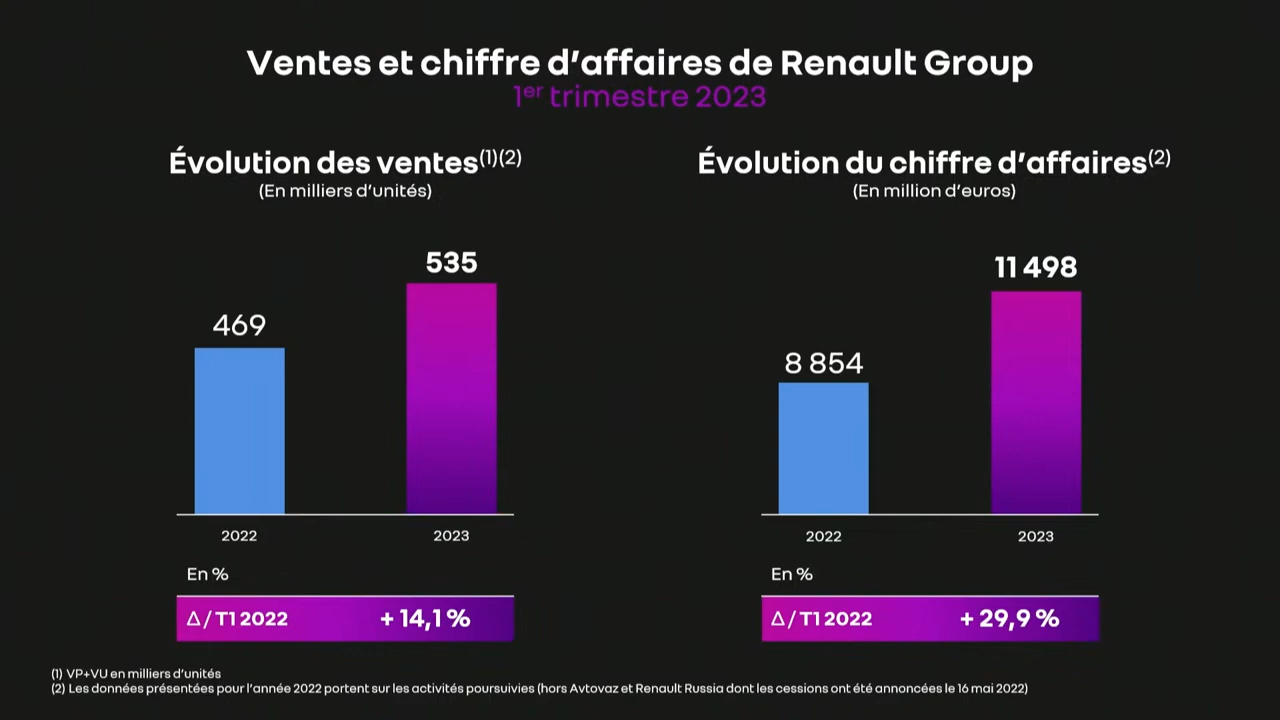 Ventes et chiffre d’affaires de Renault Group
1er trimestre 2023
Évolution des ventes(1)(2)
(En milliers d’unités)
535
469
2022
2023
En %
Δ / T1 2022
+ 14,1 %
Évolution du chiffre d’affaires(2)
(En million d’euros)
11 498
8 854
2022
2023
En %
Δ / T1 2022
+ 29,9 %
(1) VP+VU en milliers d’unités
(2) Les données présentées pour l’année 2022 portent sur les activités poursuivies (hors Avtovaz et Renault Russia dont les cessions ont été annoncées le 16 mai 2022)